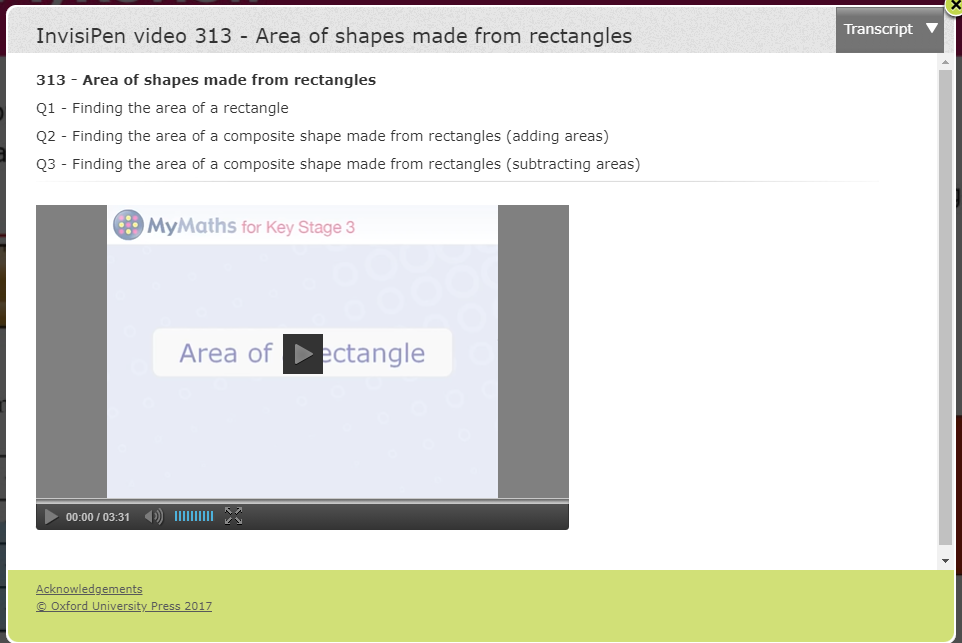 InvisiPen video 313 - Area of shapes made from rectangles
Transcript
313 - Area of shapes made from rectangles
Q1 - Finding the area of a rectangle
Q2 - Finding the area of a composite shape made from rectangles (adding areas)
Q3 - Finding the area of a composite shape made from rectangles (subtracting areas)
MyMaths for Key Stage 3
Area of ectangle
00:00 / 03:31
Acknowledgements
© Oxford University Press 2017